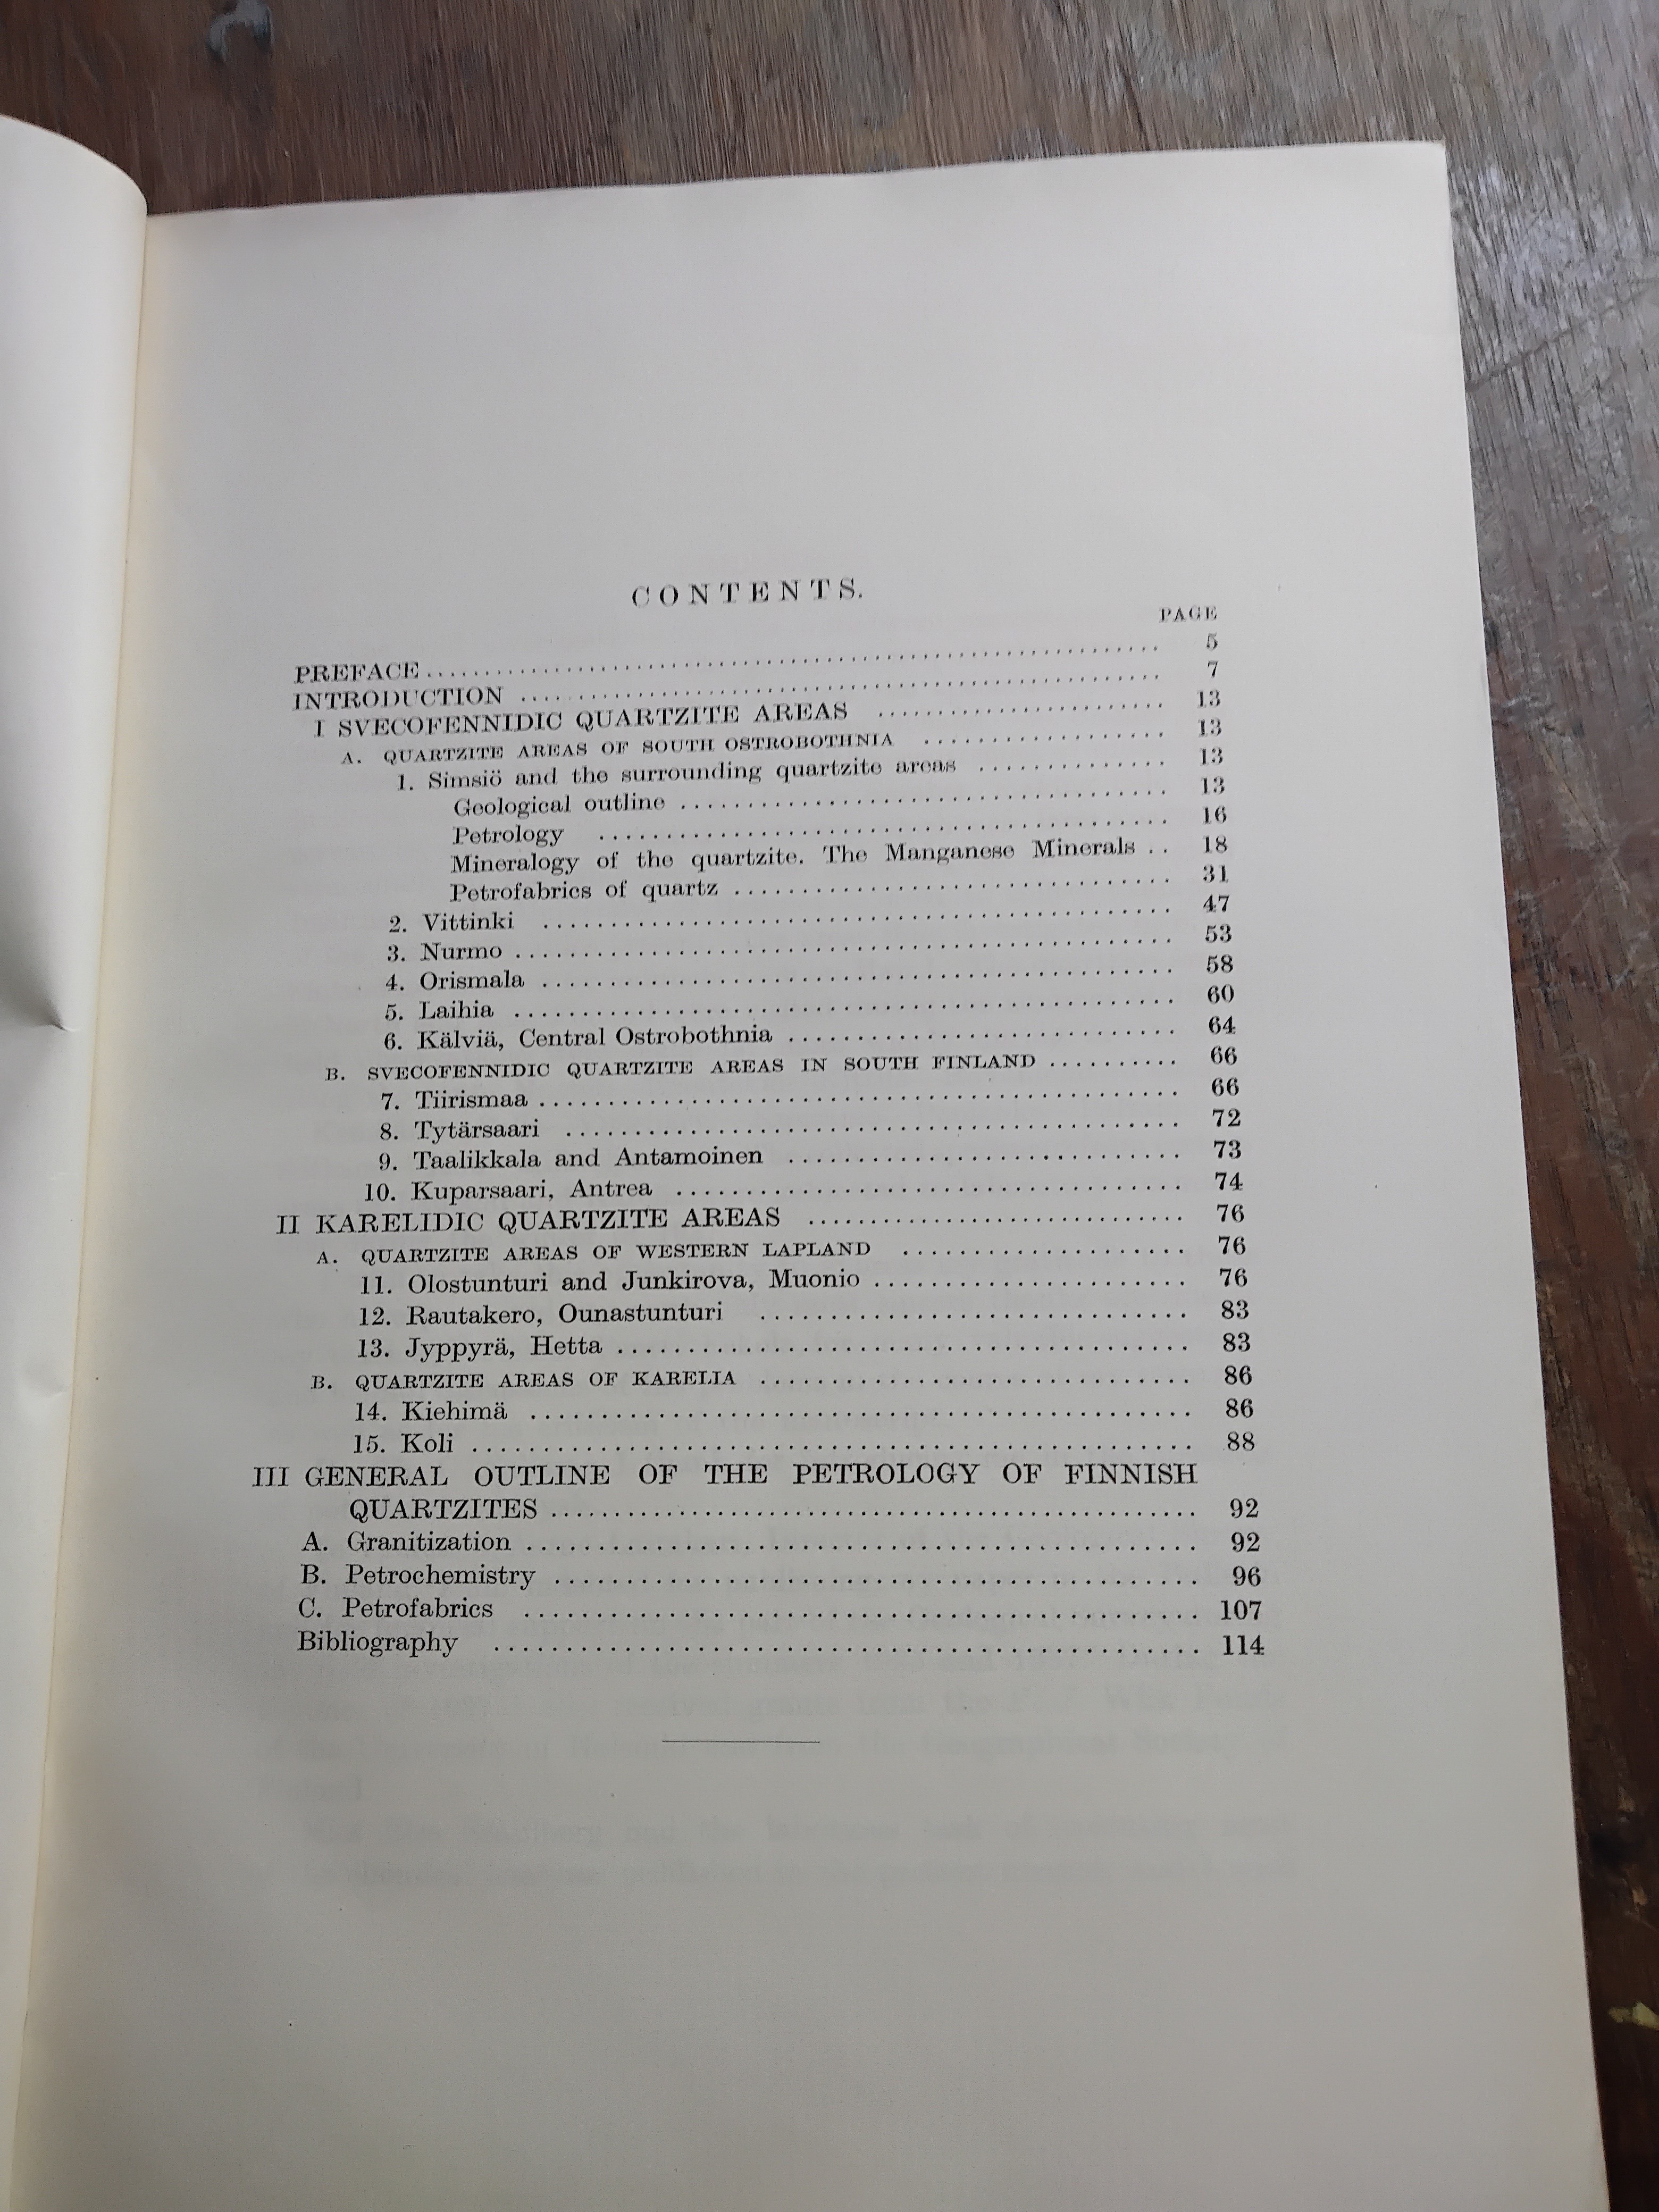 CONTENTS.
PAGE
PREFACE ........ 5
INTRODUCTION ........ 7
I SVECOFENNIDIC QUARTZITE AREAS ........ 13
A. QUARTZITE AREAS OF SOUTH OSTROBOTHNIA ........ 13
1. Simsiö and the surrounding quartzite areas ........ 13
Geological outline ........ 13
Petrology ........ 16
Mineralogy of the quartzite. The Manganese Minerals .. 18
Petrofabrics of quartz ........ 31
2. Vittinki ........ 47
3. Nurmo ........ 53
4. Orismala ........ 58
5. Laihia ........ 60
6. Kälviä, Central Ostrobothnia ........ 64
B. SVECOFENNIDIC QUARTZITE AREAS IN SOUTH FINLAND ........ 66
7. Tiirismaa ........ 66
8. Tytärsaari ........ 72
9. Taalikkala and Antamoinen ........ 73
10. Kuparsaari, Antrea ........ 74
II KARELIDIC QUARTZITE AREAS ........ 76
A. QUARTZITE AREAS OF WESTERN LAPLAND ........ 76
11. Olostunturi and Junkirova, Muonio ........ 76
12. Rautakero, Ounastunturi ........ 83
13. Jyppyrä, Hetta ........ 83
B. QUARTZITE AREAS OF KARELIA ........ 86
14. Kiehimä ........ 86
15. Koli ........ 88
III GENERAL OUTLINE OF THE PETROLOGY OF FINNISH
QUARTZITES ........ 92
A. Granitization ........ 92
B. Petrochemistry ........ 96
C. Petrofabrics ........ 107
Bibliography ........ 114